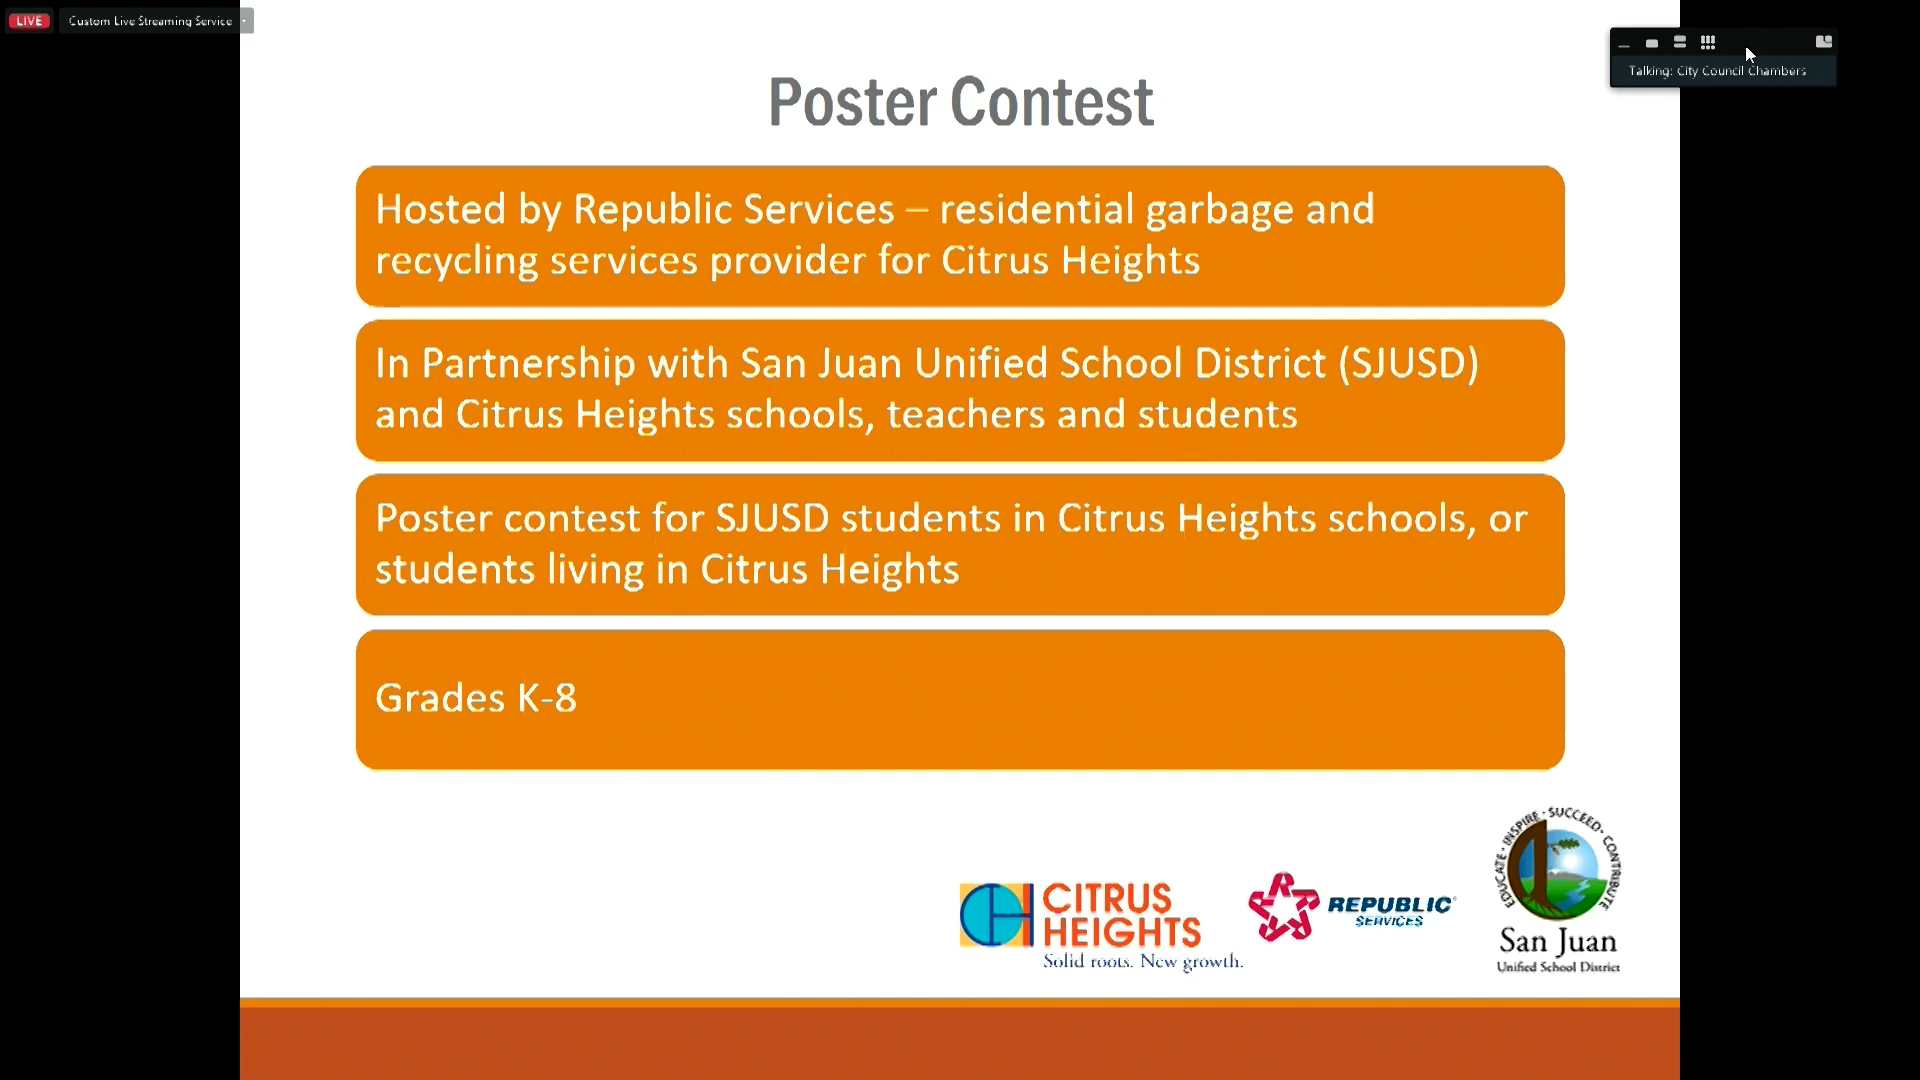 LIVE
Custom Live Streaming Service
Talking: City Council Chambers
Poster Contest
Hosted by Republic Services – residential garbage and
recycling services provider for Citrus Heights
In Partnership with San Juan Unified School District (SJUSD)
and Citrus Heights schools, teachers and students
Poster contest for SJUSD students in Citrus Heights schools, or
students living in Citrus Heights
Grades K-8
CITRUS
HEIGHTS
Solid roots. New growth.
REPUBLIC
SERVICES
EDUCATE · INSPIRE · SUCCEED · CONTRIBUTE
San Juan
Unified School District